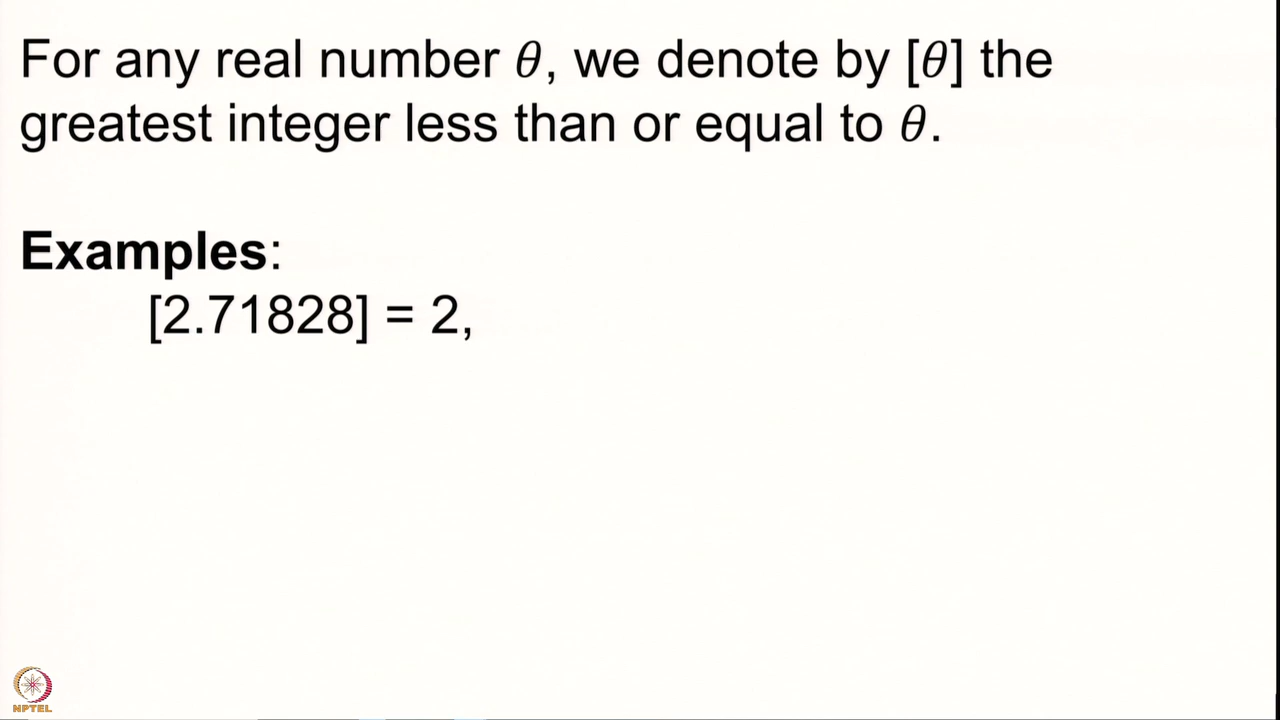 For any real number θ, we denote by [θ] the
greatest integer less than or equal to θ.
Examples:
[2.71828] = 2,
NPTEL